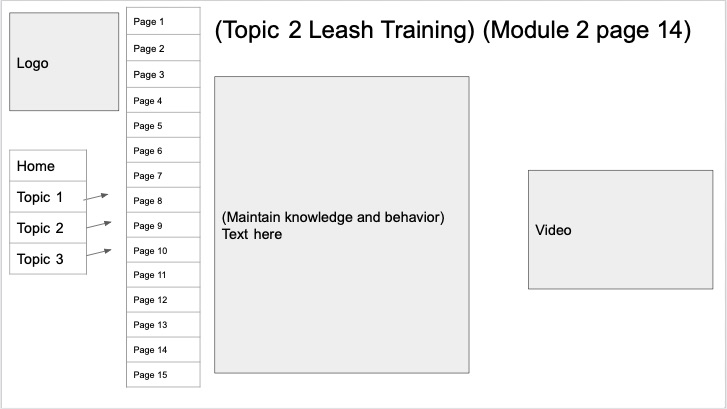 Logo
Home
Topic 1
Topic 2
Topic 3
Page 1
Page 2
Page 3
Page 4
Page 5
Page 6
Page 7
Page 8
Page 9
Page 10
Page 11
Page 12
Page 13
Page 14
Page 15
(Topic 2 Leash Training) (Module 2 page 14)
(Maintain knowledge and behavior)
Text here
Video